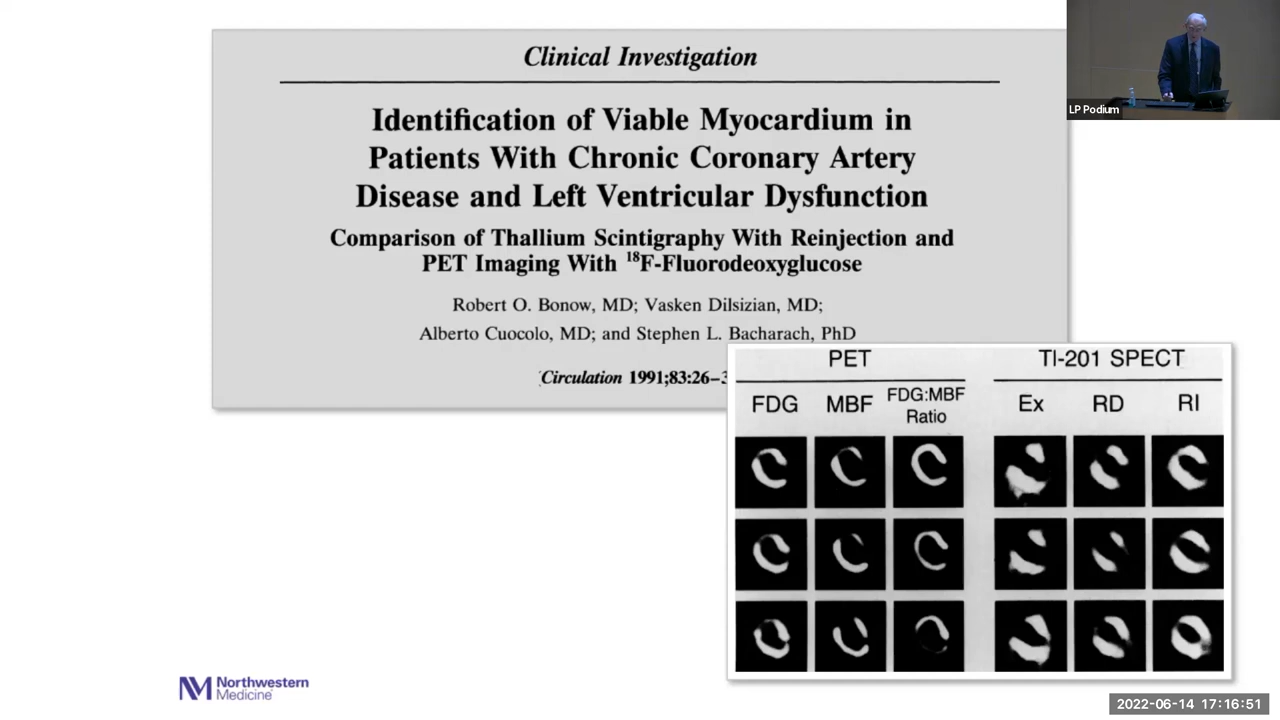 Clinical Investigation
Identification of Viable Myocardium in
Patients With Chronic Coronary Artery
Disease and Left Ventricular Dysfunction
Comparison of Thallium Scintigraphy With Reinjection and
PET Imaging With ¹⁸F-Fluorodeoxyglucose
Robert O. Bonow, MD; Vasken Dilsizian, MD;
Alberto Cuocolo, MD; and Stephen L. Bacharach, PhD
Circulation 1991;83:26–
LP Podium
PET
Tl-201 SPECT
FDG MBF FDG:MBF
Ratio
Ex RD RI
Northwestern
Medicine
2022-06-14 17:16:51